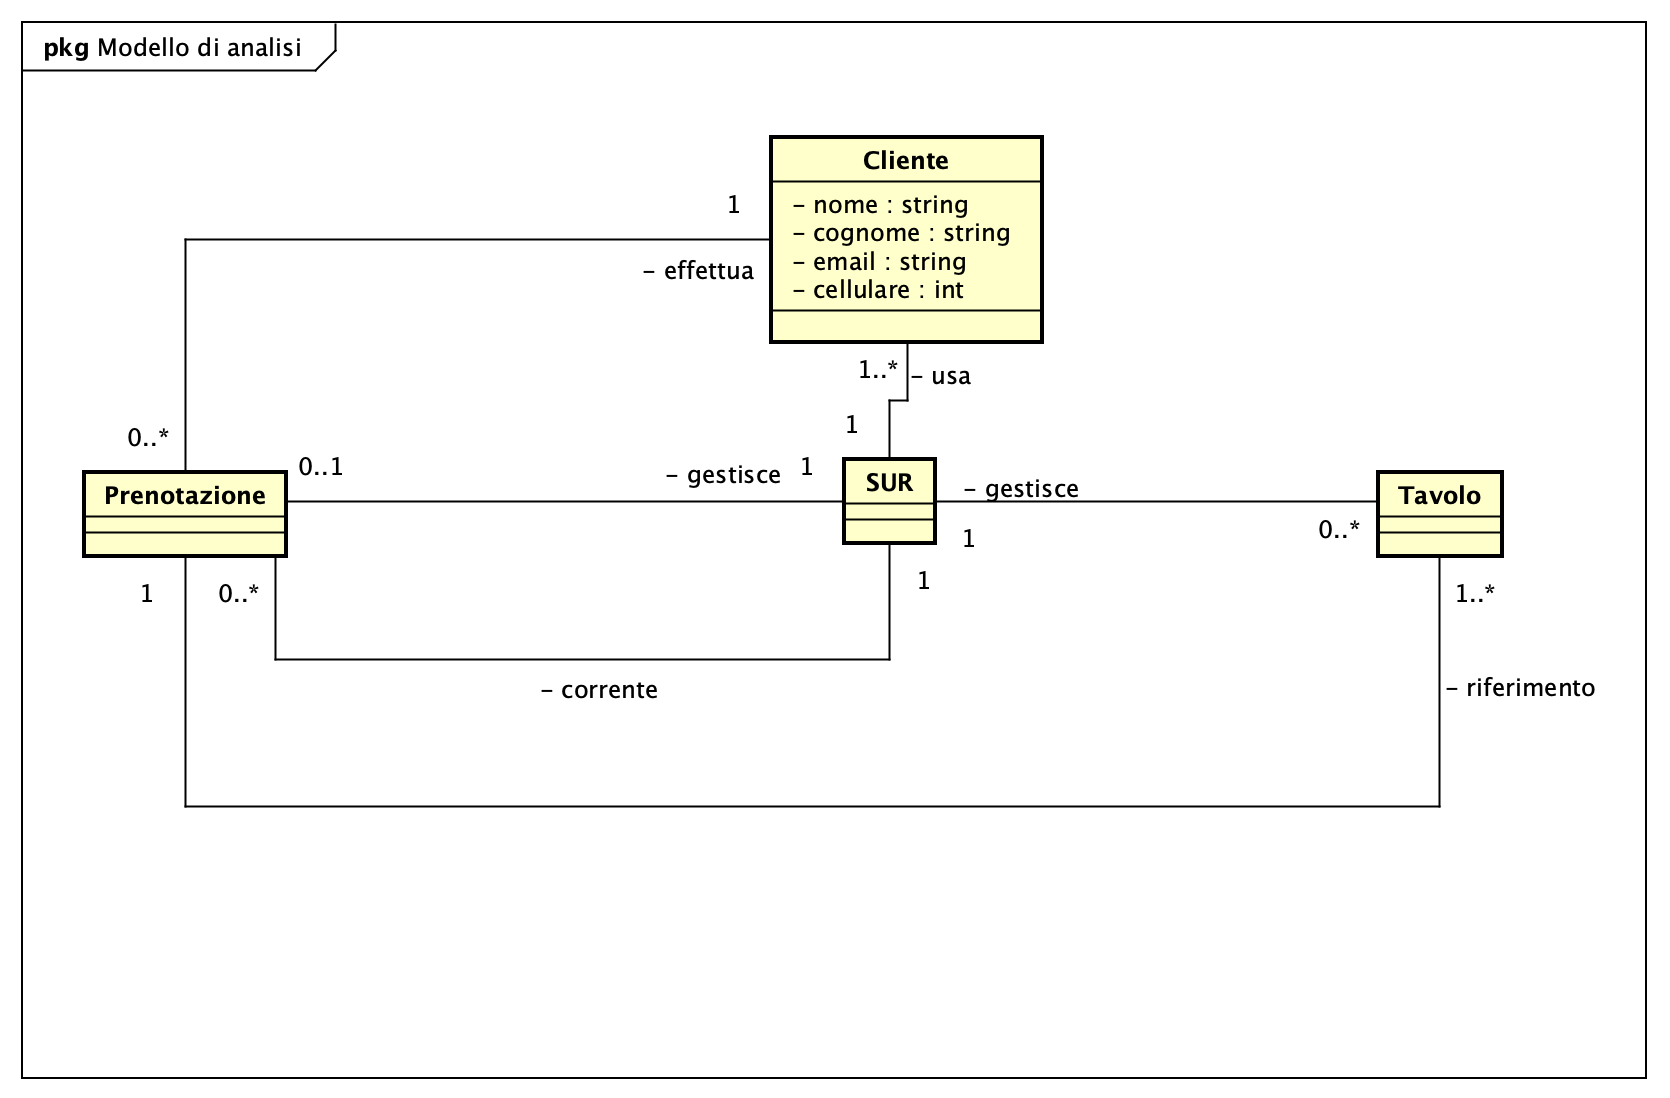 pkg Modello di analisi
Cliente
- nome : string
- cognome : string
- email : string
- cellulare : int
1
- effettua
1..*
- usa
1
0..*
Prenotazione
0..1
- gestisce
1
SUR
- gestisce
1
0..*
Tavolo
1
0..*
1
1..*
- corrente
- riferimento